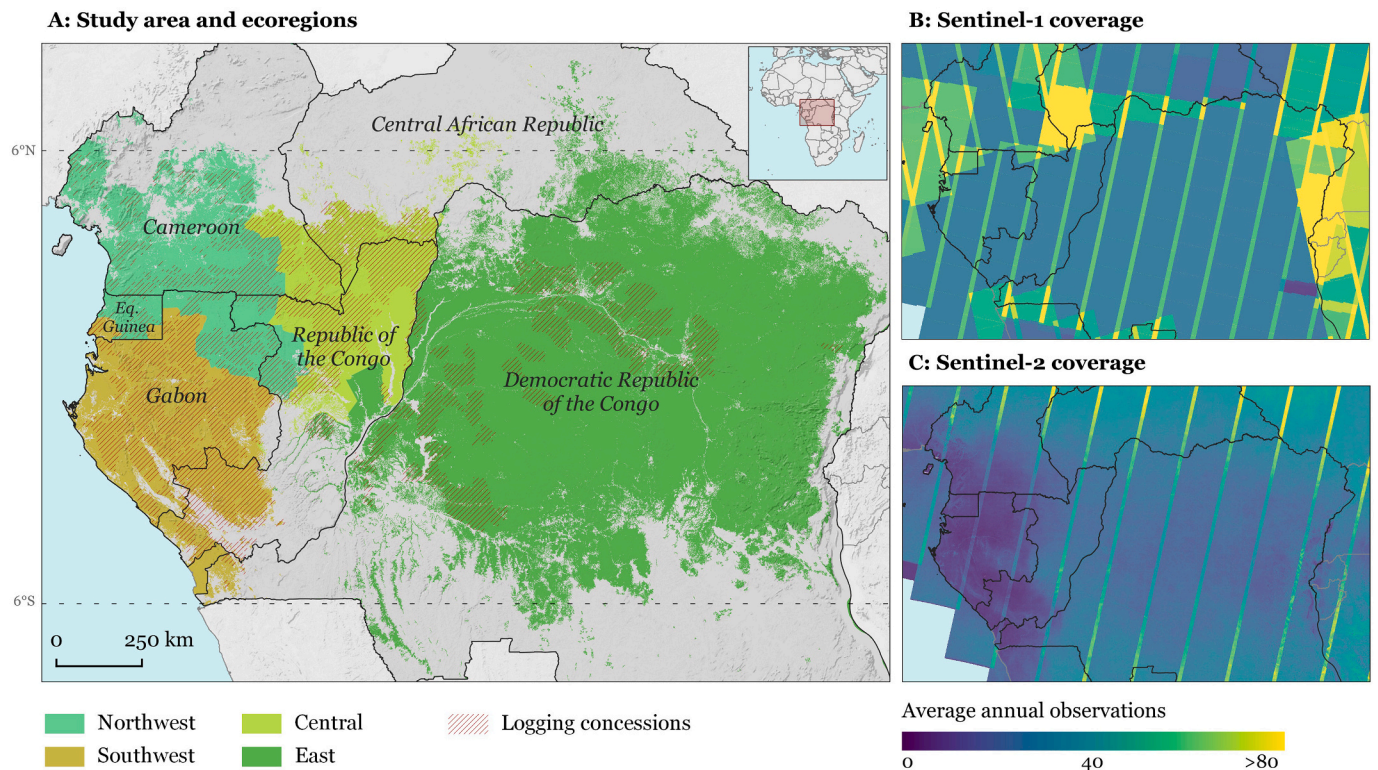 A: Study area and ecoregions
6°N
Central African Republic
Cameroon
Eq.
Guinea
Republic of
the Congo
Gabon
Democratic Republic
of the Congo
6°S
0 250 km
Northwest
Southwest
Central
East
Logging concessions
B: Sentinel-1 coverage
C: Sentinel-2 coverage
Average annual observations
0 40 >80